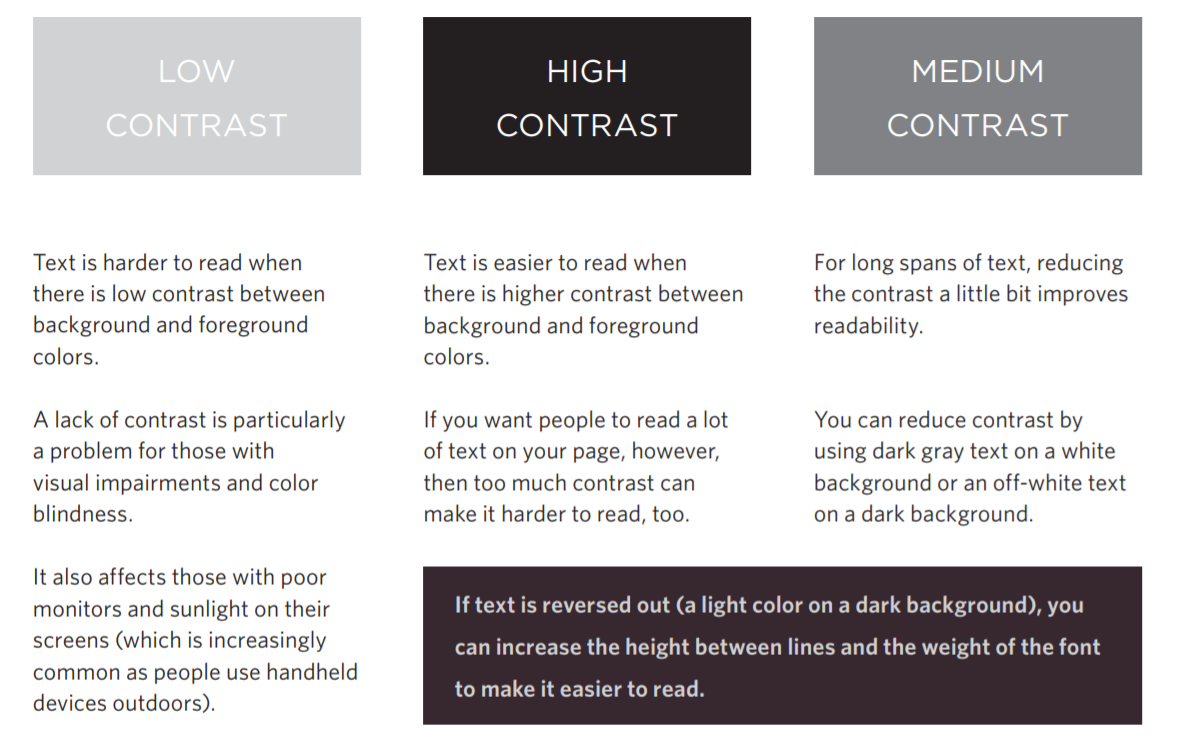 LOW
CONTRAST
Text is harder to read when
there is low contrast between
background and foreground
colors.
A lack of contrast is particularly
a problem for those with
visual impairments and color
blindness.
It also affects those with poor
monitors and sunlight on their
screens (which is increasingly
common as people use handheld
devices outdoors).
HIGH
CONTRAST
Text is easier to read when
there is higher contrast between
background and foreground
colors.
If you want people to read a lot
of text on your page, however,
then too much contrast can
make it harder to read, too.
MEDIUM
CONTRAST
For long spans of text, reducing
the contrast a little bit improves
readability.
You can reduce contrast by
using dark gray text on a white
background or an off-white text
on a dark background.
If text is reversed out (a light color on a dark background), you
can increase the height between lines and the weight of the font
to make it easier to read.